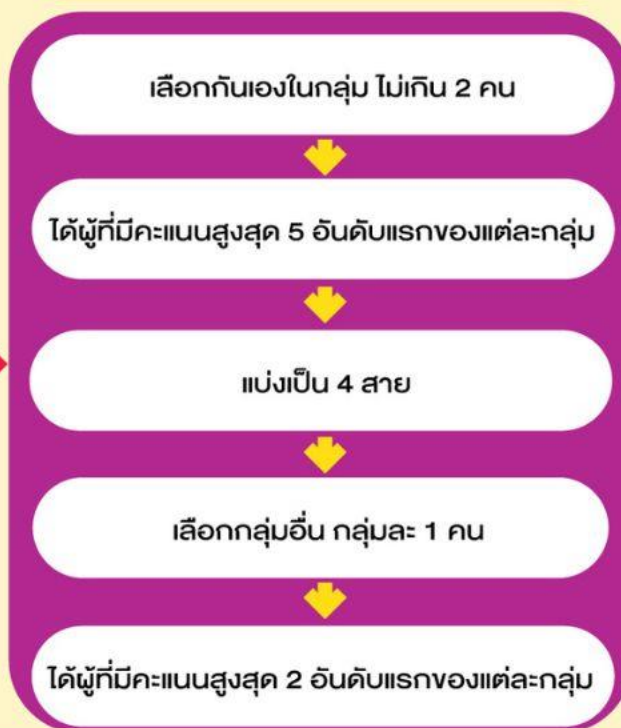 เลือกกันเองในกลุ่ม ไม่เกิน 2 คน
ได้ผู้ที่มีคะแนนสูงสุด 5 อันดับแรกของแต่ละกลุ่ม
แบ่งเป็น 4 สาย
เลือกกลุ่มอื่น กลุ่มละ 1 คน
ได้ผู้ที่มีคะแนนสูงสุด 2 อันดับแรกของแต่ละกลุ่ม